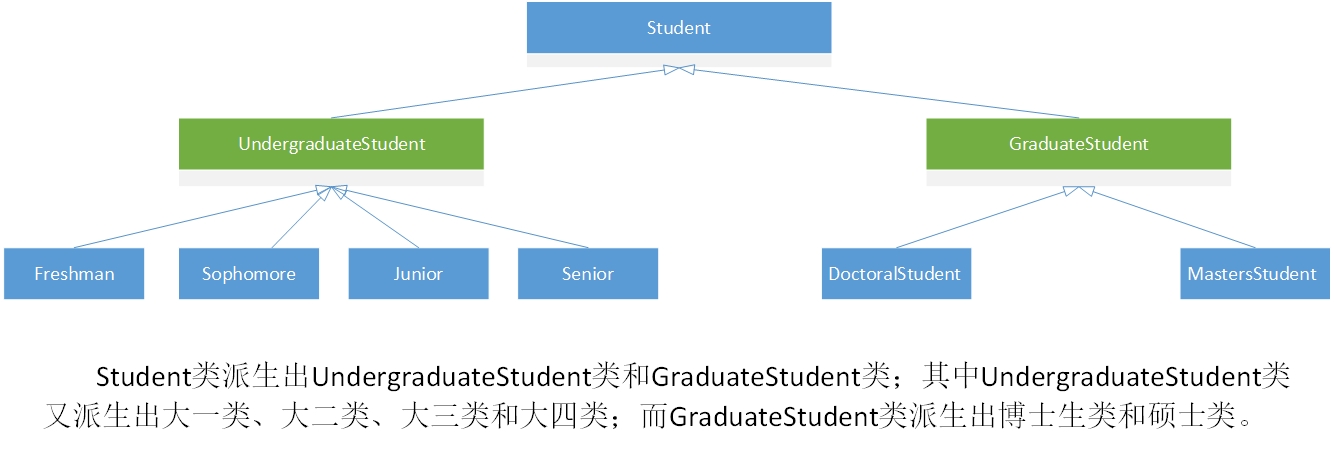 Student
UndergraduateStudent
GraduateStudent
Freshman
Sophomore
Junior
Senior
DoctoralStudent
MastersStudent
Student类派生出UndergraduateStudent类和GraduateStudent类；其中UndergraduateStudent类
又派生出大一类、大二类、大三类和大四类；而GraduateStudent类派生出博士生类和硕士类。